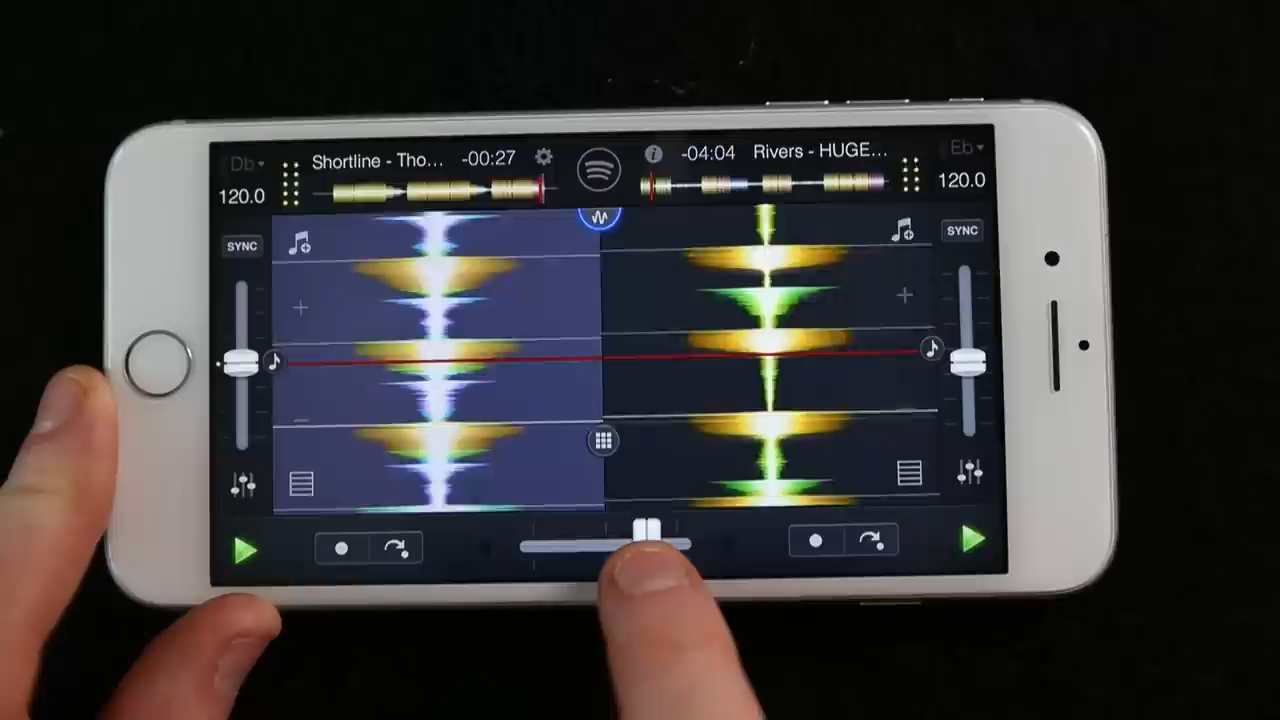 Db
Shortline - Tho... -00:27
-04:04 Rivers - HUGE...
Eb
120.0
120.0
SYNC
SYNC